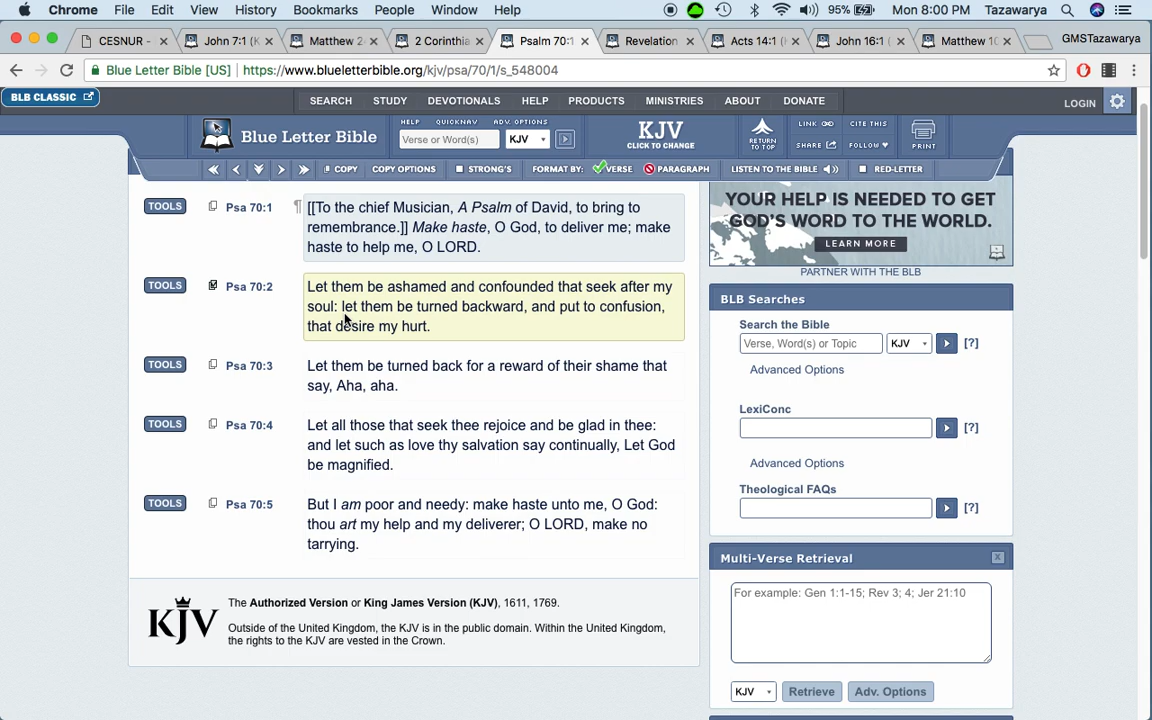 Chrome File Edit View History Bookmarks People Window Help 95% Mon 8:00 PM Tazawarya
CESNUR - John 7:1 (K Matthew 2 2 Corinthia Psalm 70:1 Revelation Acts 14:1 (K John 16:1 ( Matthew 10 GMSTazawarya
Blue Letter Bible [US] https://www.blueletterbible.org/kjv/psa/70/1/s_548004
BLB CLASSIC
SEARCH STUDY DEVOTIONALS HELP PRODUCTS MINISTRIES ABOUT DONATE LOGIN
HELP QUICKNAV ADV. OPTIONS
Blue Letter Bible Verse or Word(s) KJV
KJV
CLICK TO CHANGE
RETURN
TO TOP
LINK CITE THIS
SHARE FOLLOW
PRINT
COPY COPY OPTIONS STRONG'S FORMAT BY: VERSE PARAGRAPH LISTEN TO THE BIBLE RED-LETTER
TOOLS Psa 70:1 ¶ [[To the chief Musician, A Psalm of David, to bring to
remembrance.]] Make haste, O God, to deliver me; make
haste to help me, O LORD.
TOOLS Psa 70:2 Let them be ashamed and confounded that seek after my
soul: let them be turned backward, and put to confusion,
that desire my hurt.
TOOLS Psa 70:3 Let them be turned back for a reward of their shame that
say, Aha, aha.
TOOLS Psa 70:4 Let all those that seek thee rejoice and be glad in thee:
and let such as love thy salvation say continually, Let God
be magnified.
TOOLS Psa 70:5 But I am poor and needy: make haste unto me, O God:
thou art my help and my deliverer; O LORD, make no
tarrying.
KJV
The Authorized Version or King James Version (KJV), 1611, 1769.
Outside of the United Kingdom, the KJV is in the public domain. Within the United Kingdom,
the rights to the KJV are vested in the Crown.
YOUR HELP IS NEEDED TO GET
GOD'S WORD TO THE WORLD.
LEARN MORE
PARTNER WITH THE BLB
BLB Searches
Search the Bible
Verse, Word(s) or Topic KJV [?]
Advanced Options
LexiConc
[?]
Advanced Options
Theological FAQs
[?]
Multi-Verse Retrieval x
For example: Gen 1:1-15; Rev 3; 4; Jer 21:10
KJV Retrieve Adv. Options